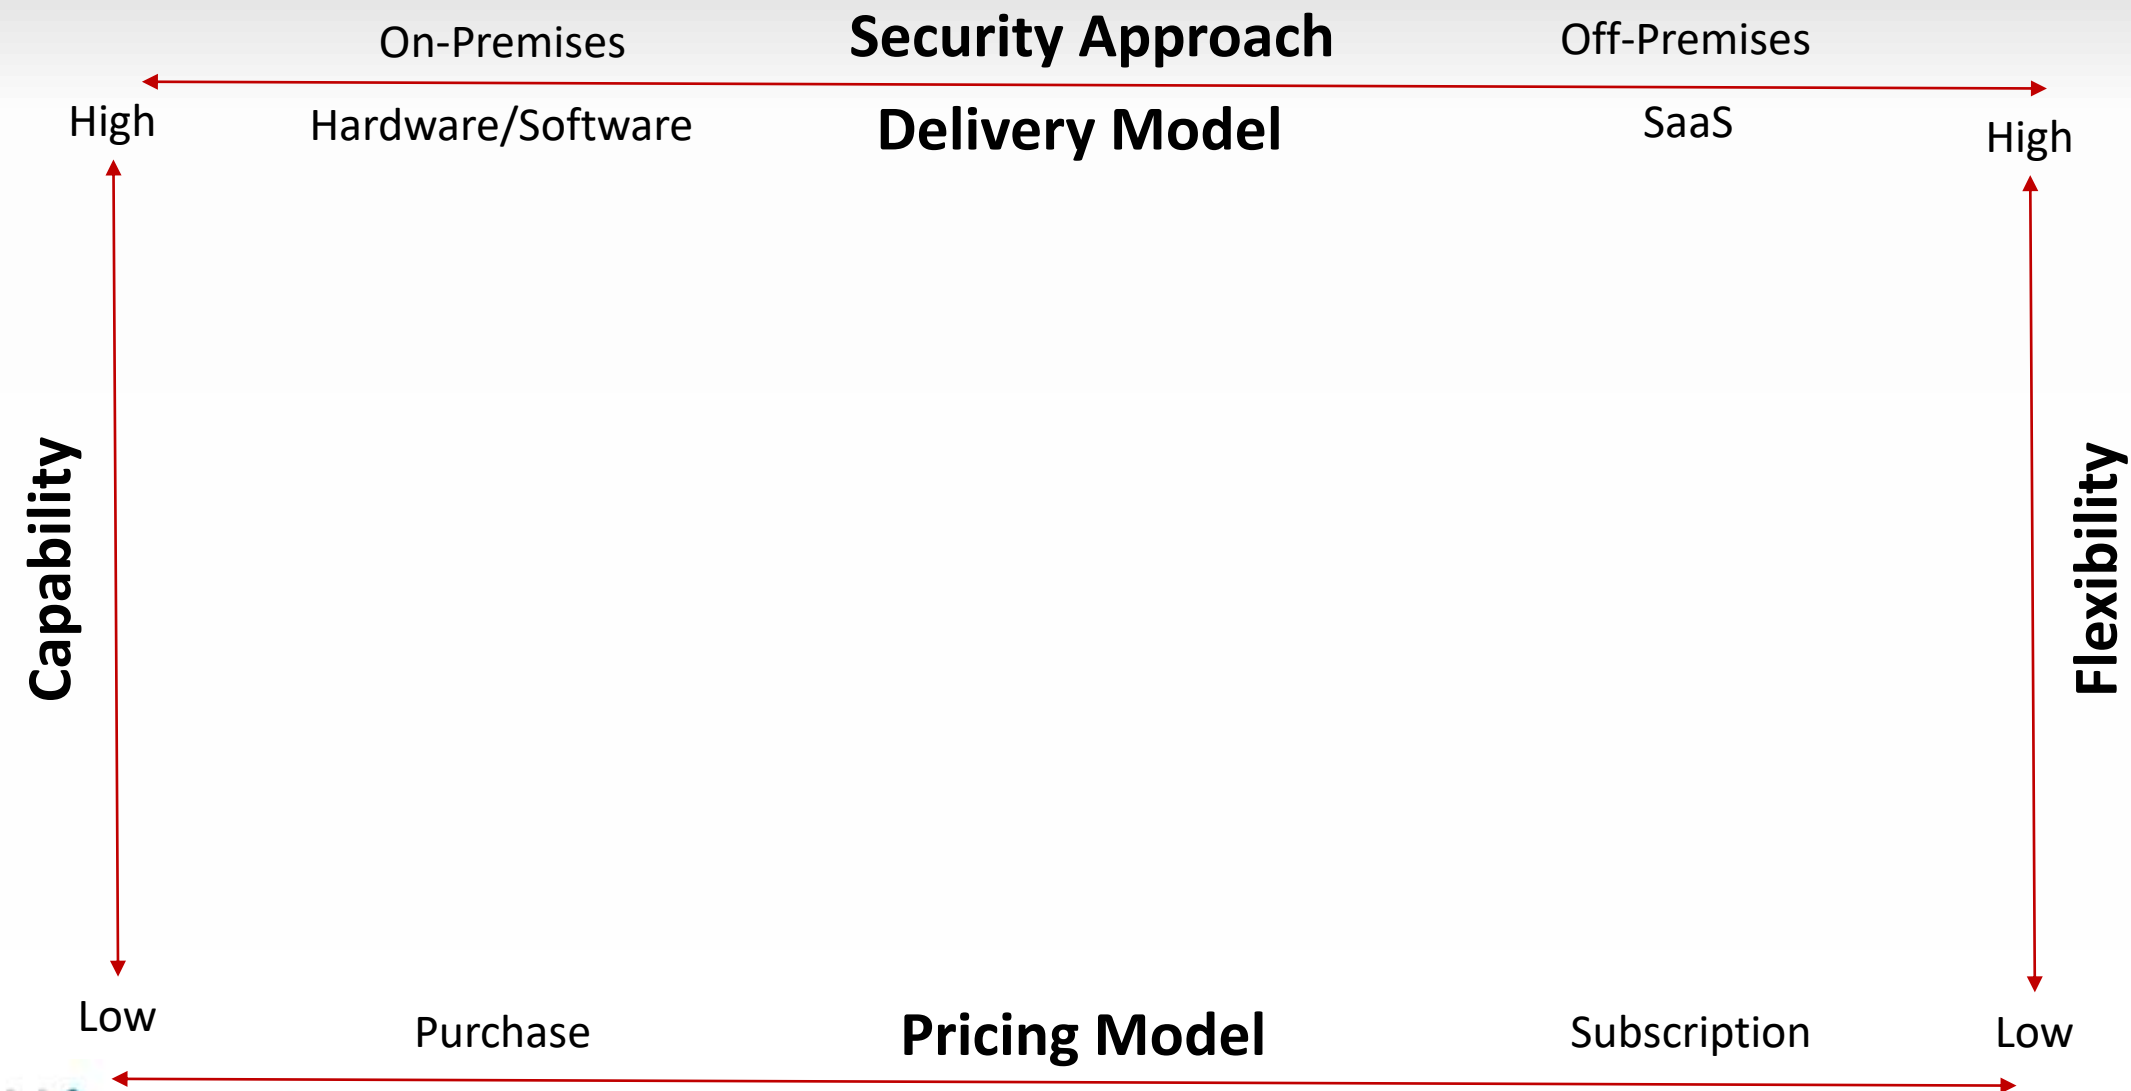 On-Premises Security Approach Off-Premises
High Hardware/Software Delivery Model SaaS High
Capability
Flexibility
Low Purchase Pricing Model Subscription Low